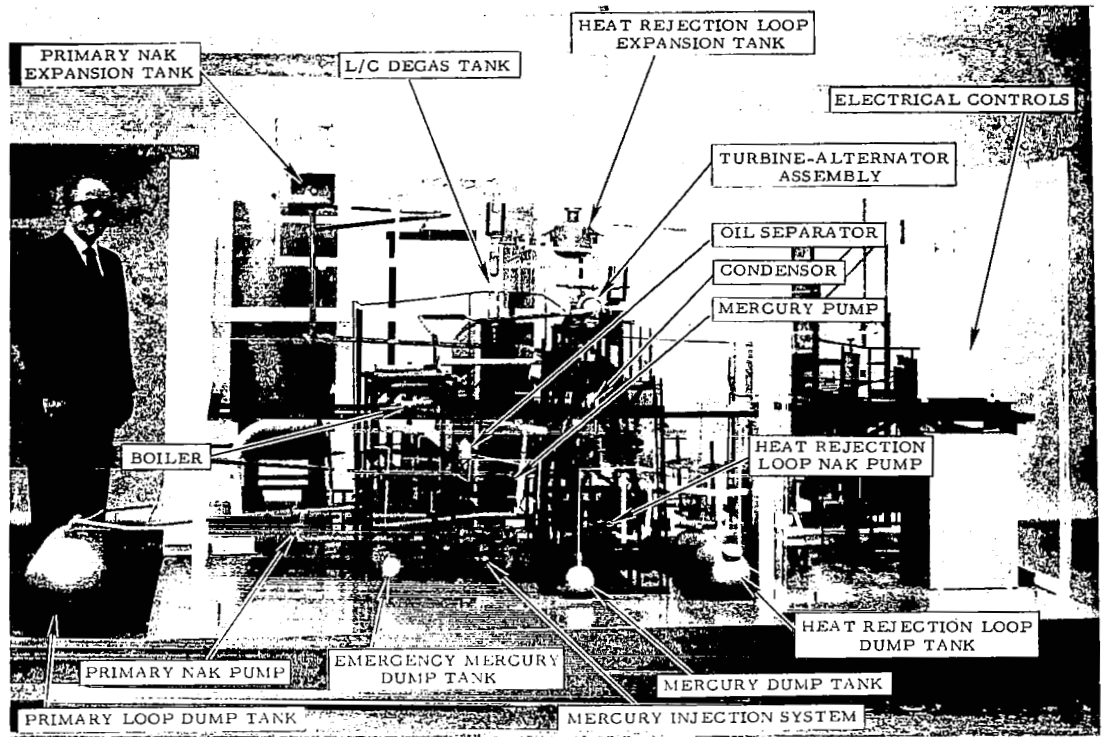 HEAT REJECTION LOOP
EXPANSION TANK
PRIMARY NAK
EXPANSION TANK
L/C DEGAS TANK
ELECTRICAL CONTROLS
TURBINE-ALTERNATOR
ASSEMBLY
OIL SEPARATOR
CONDENSOR
MERCURY PUMP
HEAT REJECTION
LOOP NAK PUMP
BOILER
HEAT REJECTION LOOP
DUMP TANK
EMERGENCY MERCURY
DUMP TANK
PRIMARY NAK PUMP
MERCURY DUMP TANK
PRIMARY LOOP DUMP TANK
MERCURY INJECTION SYSTEM